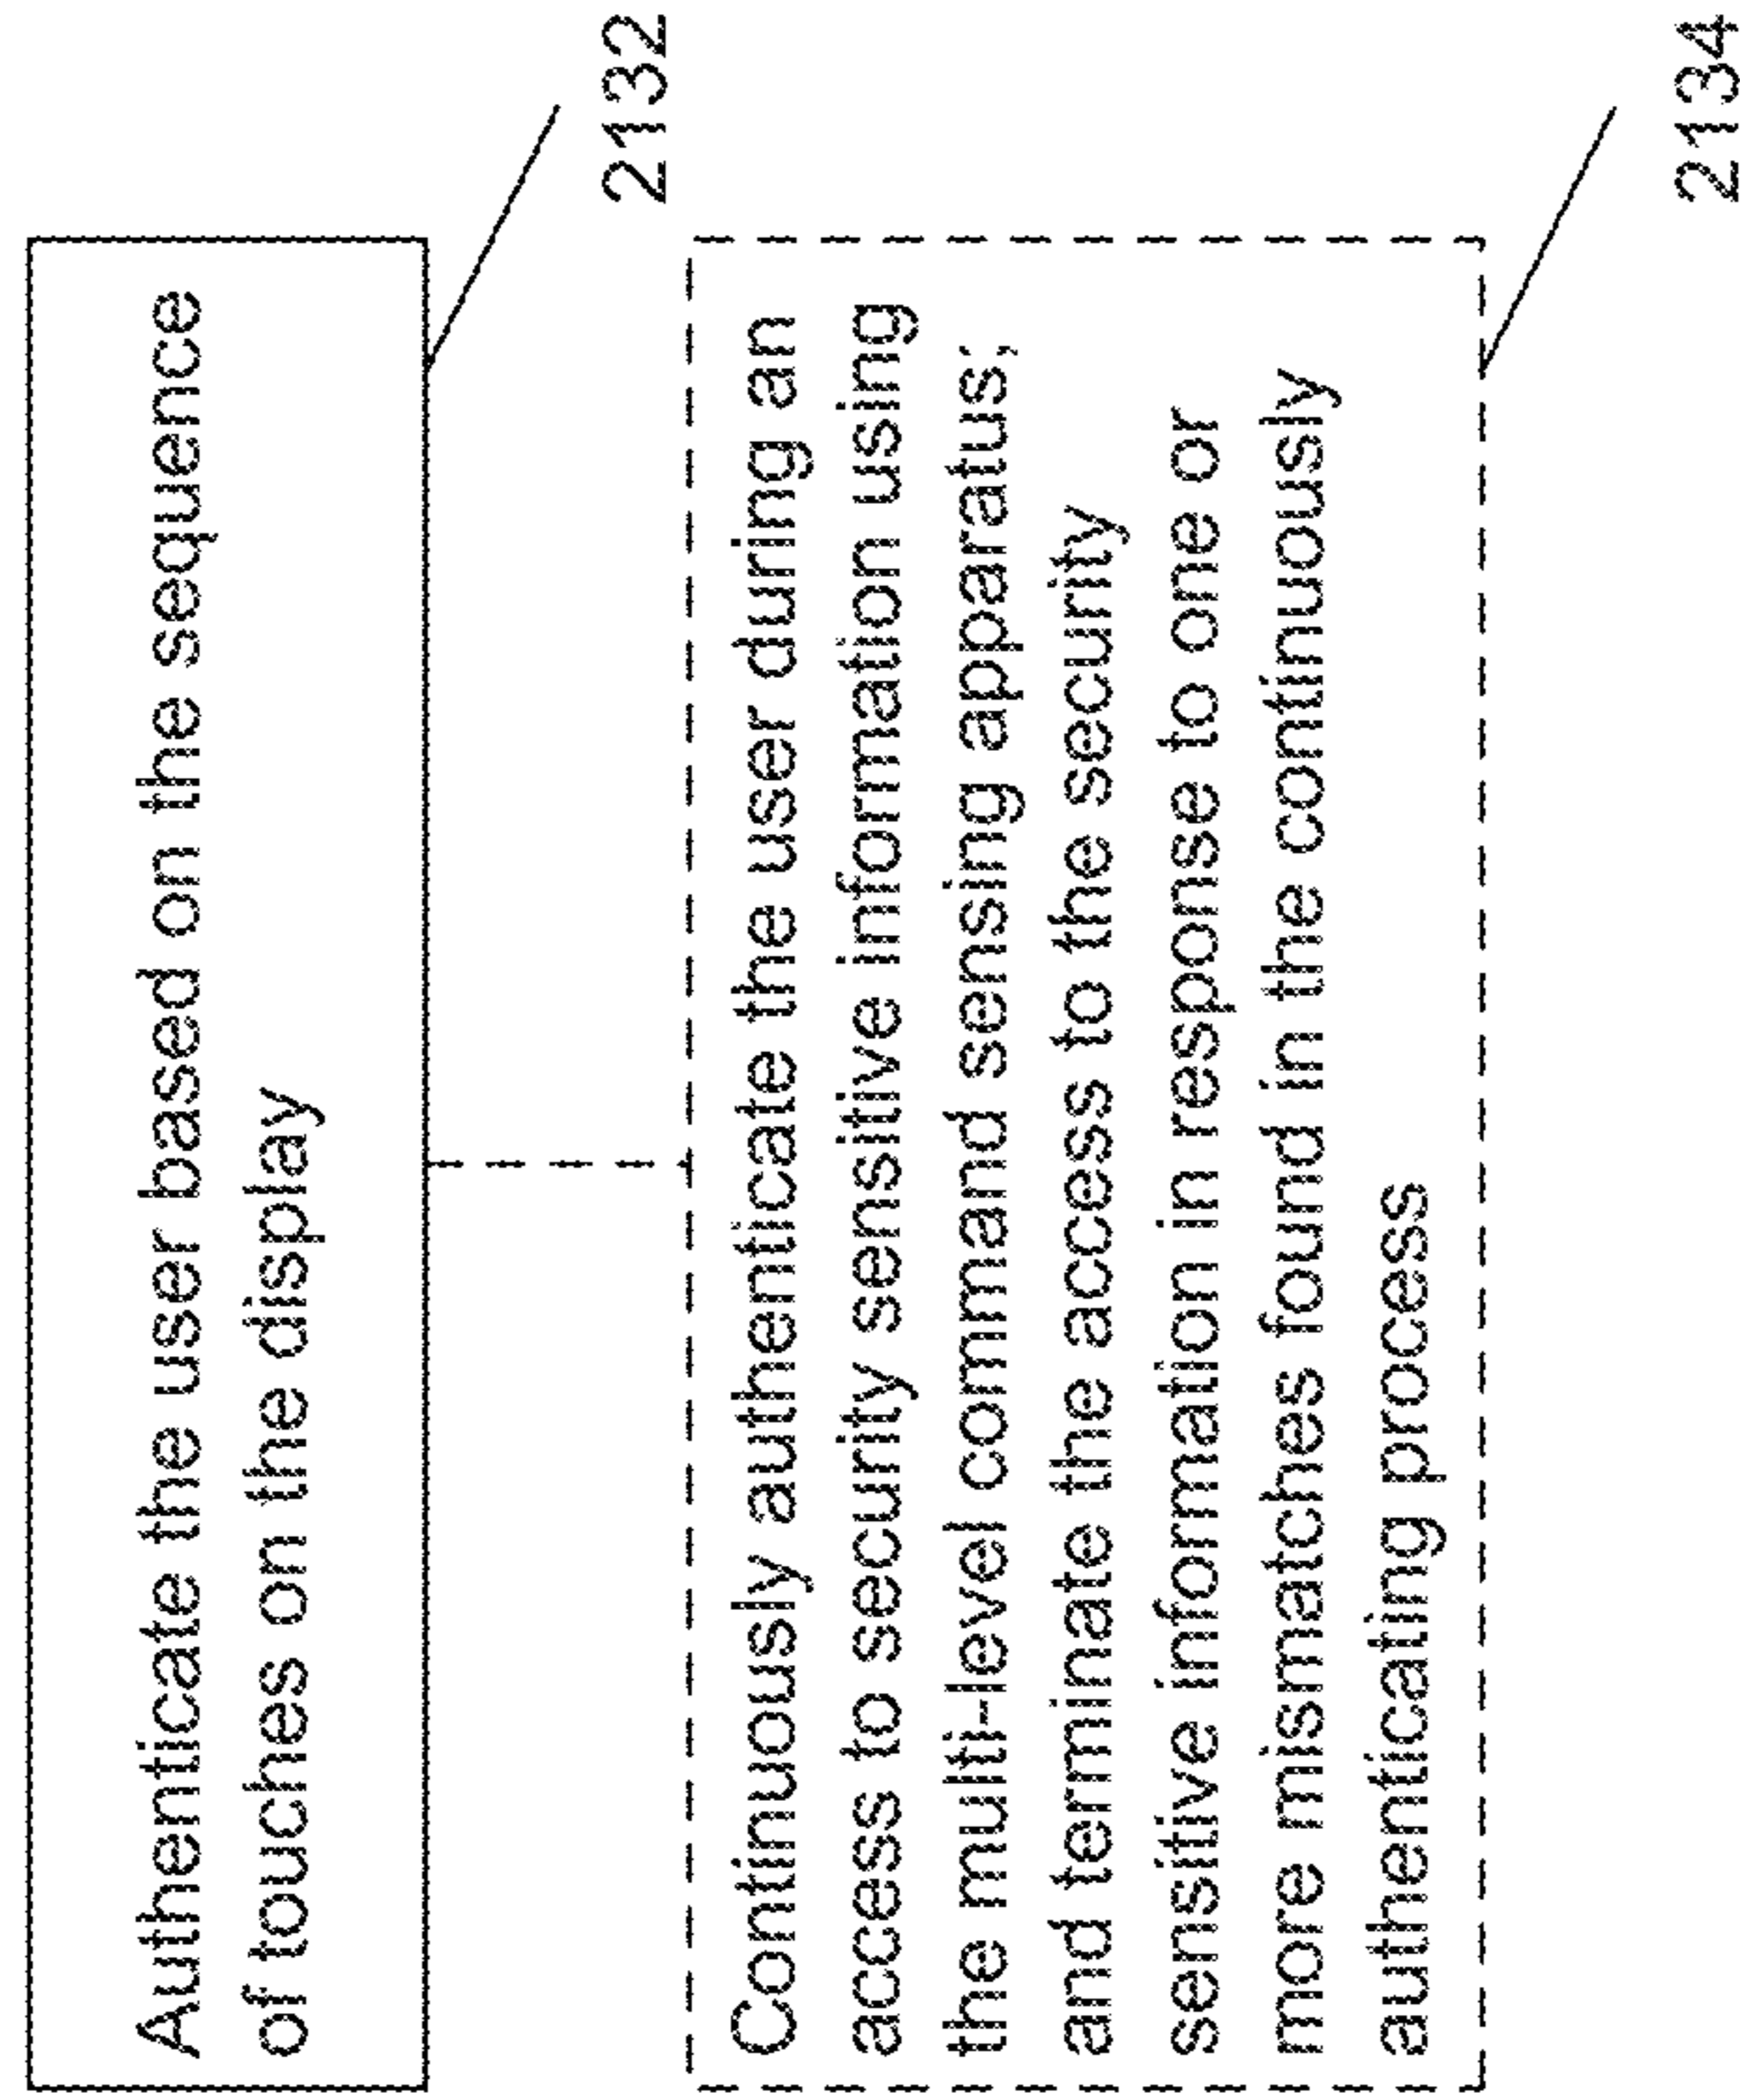 Authenticate the user based on the sequence
of touches on the display
2132
Continuously authenticate the user during an
access to security sensitive information using
the multi-level command sensing apparatus;
and terminate the access to the security
sensitive information in response to one or
more mismatches found in the continuously
authenticating process
2134